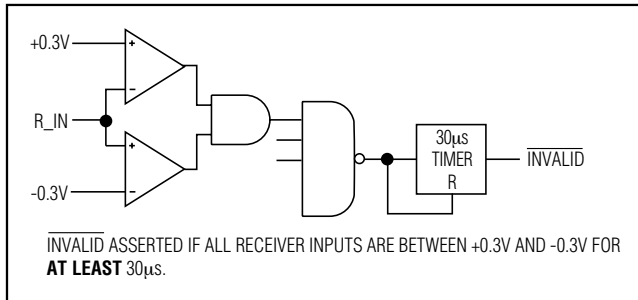 +0.3V
R_IN
-0.3V
30μs
TIMER
R
INVALID
INVALID ASSERTED IF ALL RECEIVER INPUTS ARE BETWEEN +0.3V AND -0.3V FOR
AT LEAST 30μs.